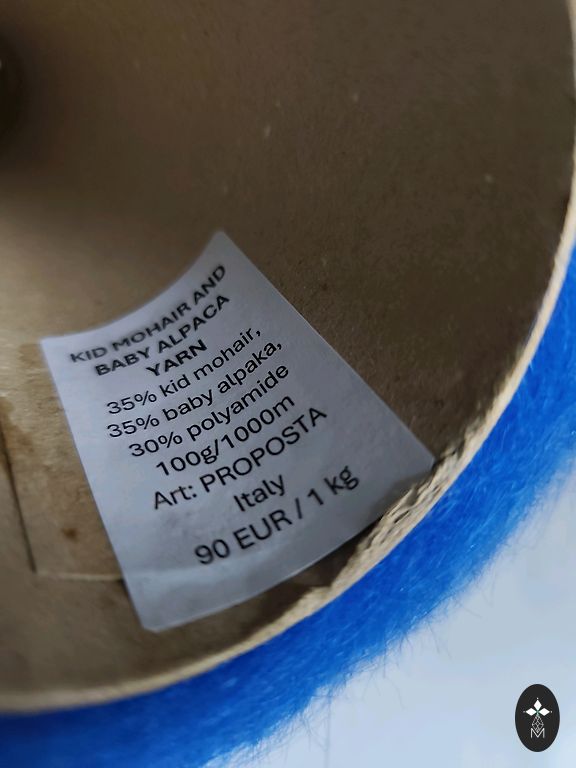 KID MOHAIR AND
BABY ALPACA
YARN
35% kid mohair,
35% baby alpaka,
30% polyamide
100g/1000m
Art: PROPOSTA
Italy
90 EUR / 1 kg
M